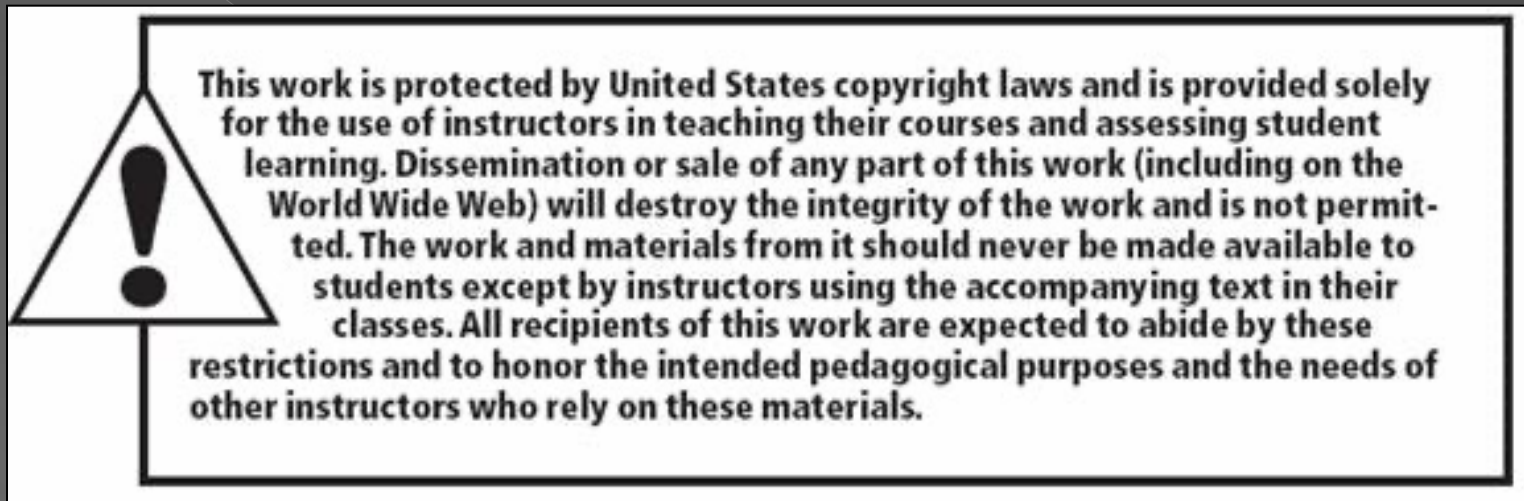 This work is protected by United States copyright laws and is provided solely
for the use of instructors in teaching their courses and assessing student
learning. Dissemination or sale of any part of this work (including on the
World Wide Web) will destroy the integrity of the work and is not permit-
ted. The work and materials from it should never be made available to
students except by instructors using the accompanying text in their
classes. All recipients of this work are expected to abide by these
restrictions and to honor the intended pedagogical purposes and the needs of
other instructors who rely on these materials.